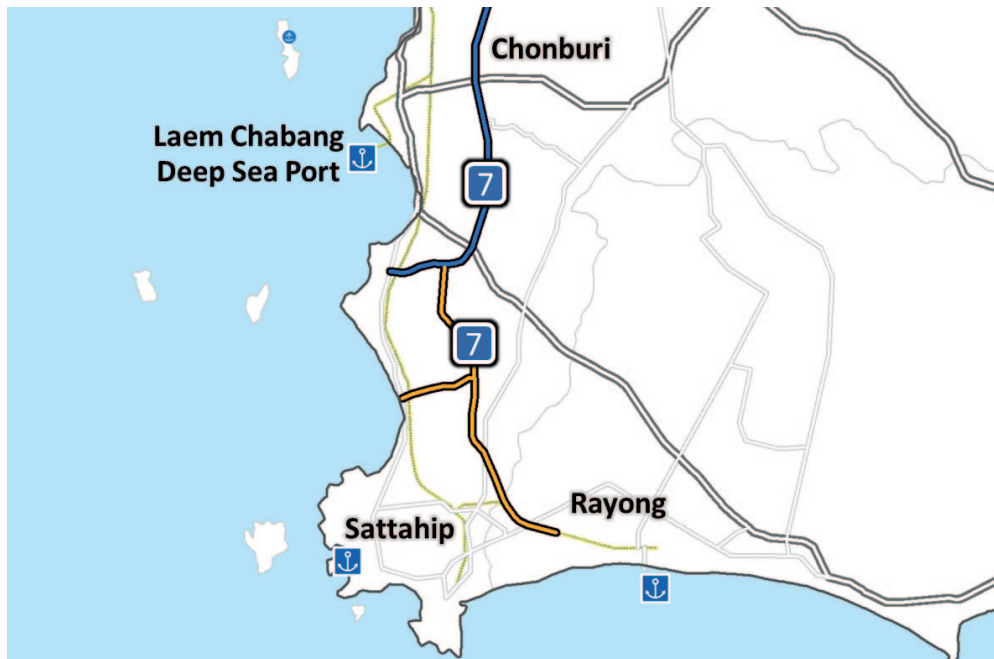 Chonburi
Laem Chabang
Deep Sea Port
7
7
Rayong
Sattahip